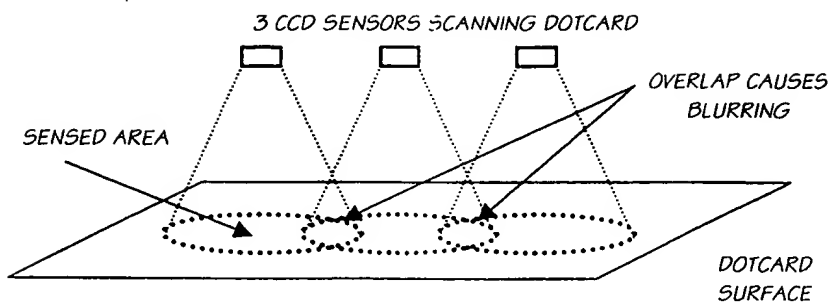 3 CCD SENSORS SCANNING DOTCARD
OVERLAP CAUSES
BLURRING
SENSED AREA
DOTCARD
SURFACE